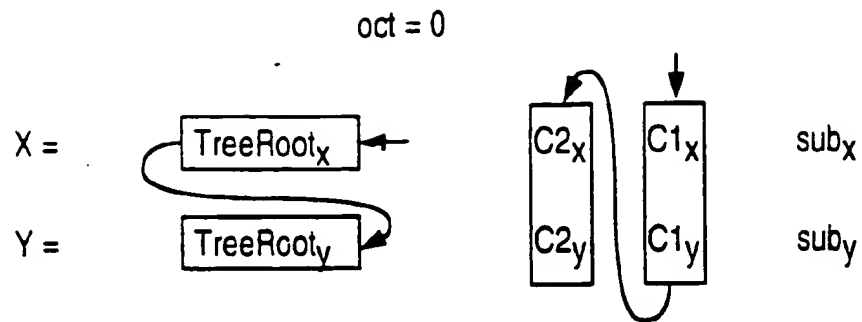 oct = 0
X = TreeRootx C2x C1x subx
Y = TreeRooty C2y C1y suby